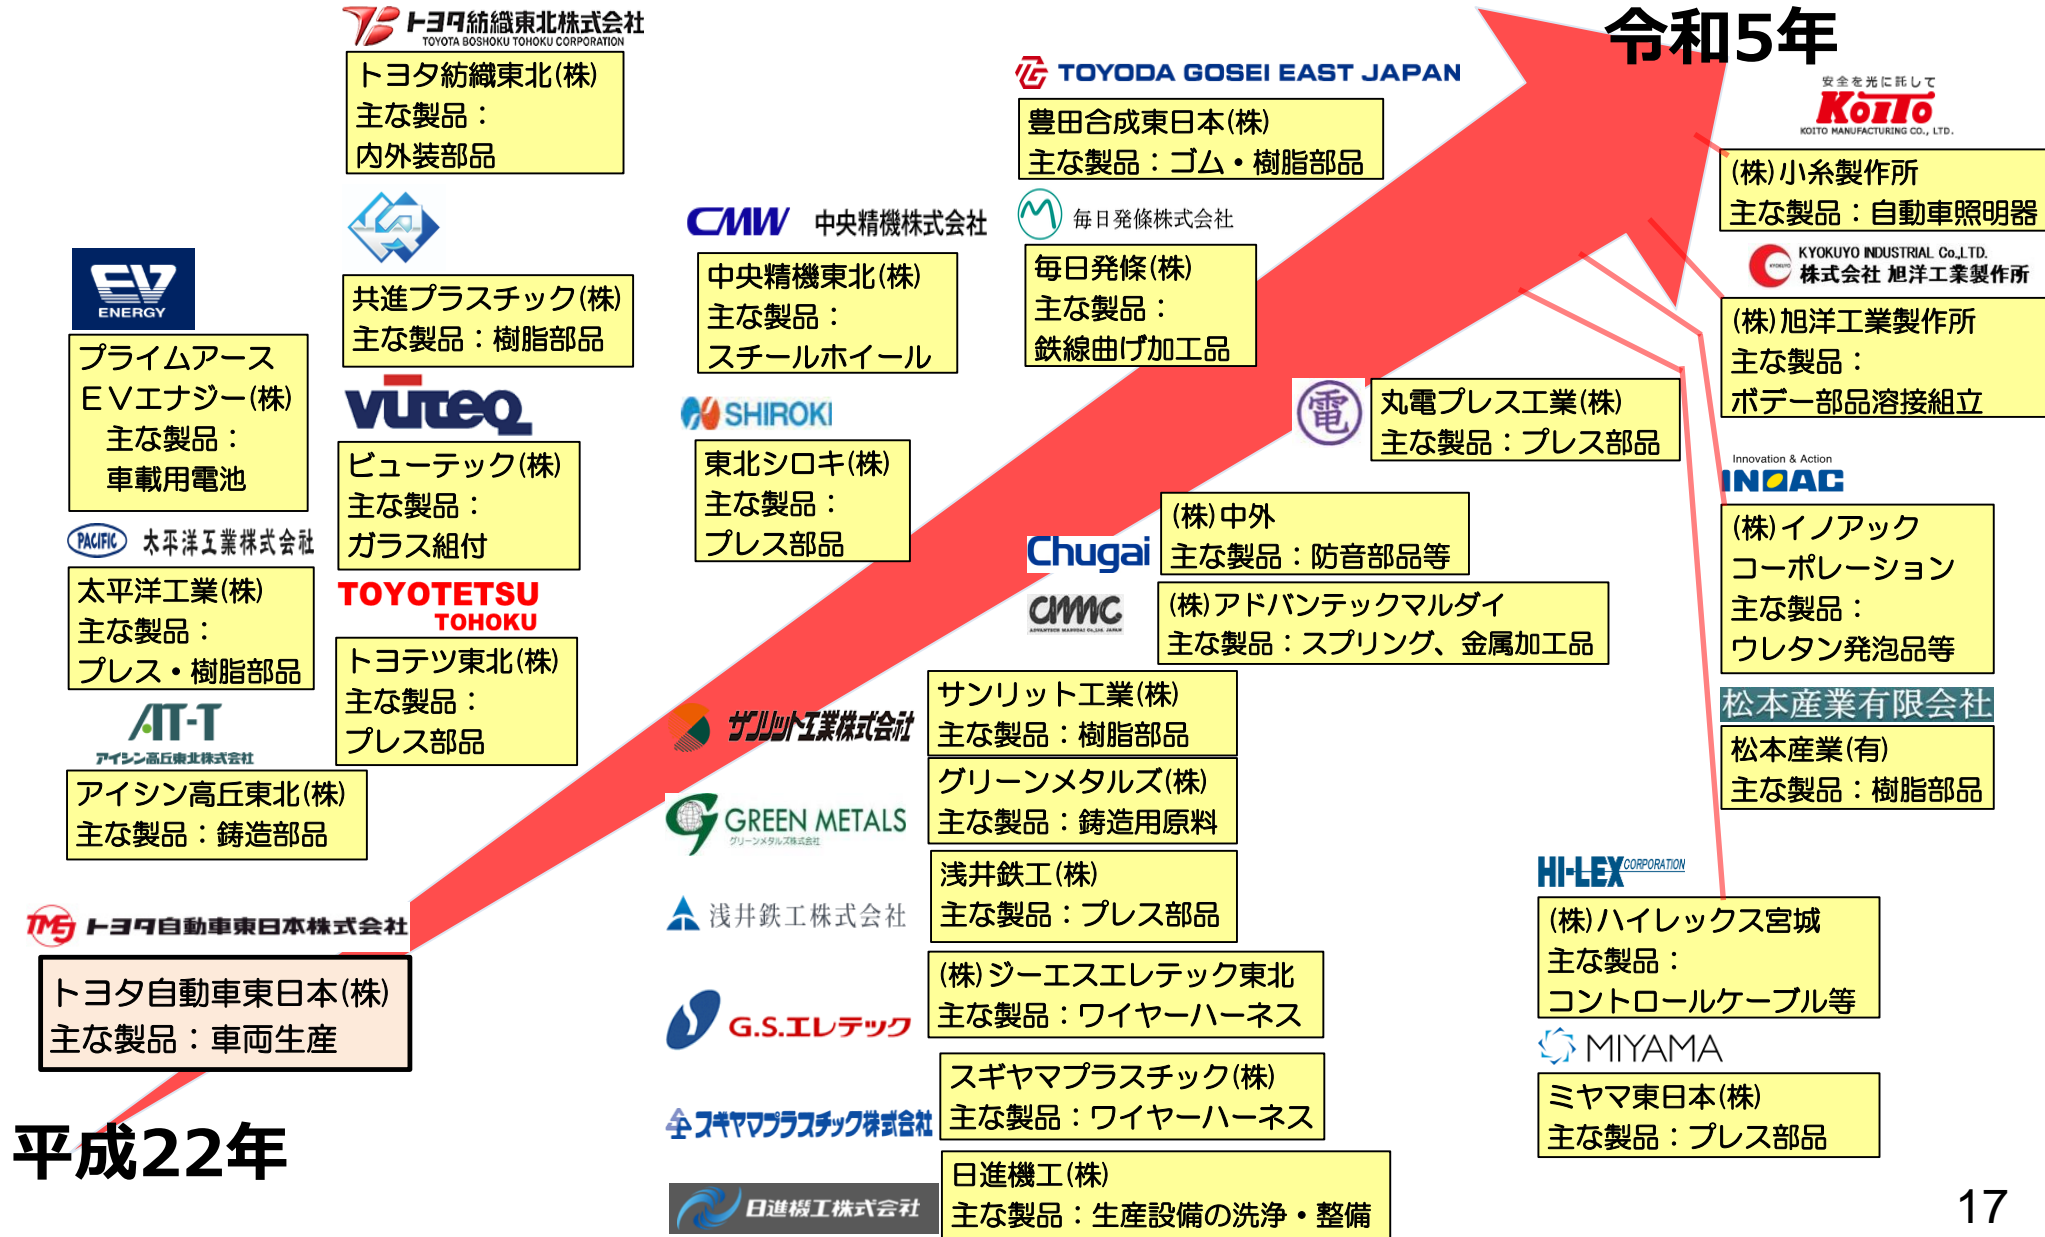 令和5年
トヨタ紡織東北株式会社
TOYOTA BOSHOKU TOHOKU CORPORATION
トヨタ紡織東北(株)
主な製品：
内外装部品
共進プラスチック(株)
主な製品：樹脂部品
VUTEQ
ビューテック(株)
主な製品：
ガラス組付
TOYOTETSU
TOHOKU
トヨテツ東北(株)
主な製品：
プレス部品
EV
ENERGY
プライムアース
ＥＶエナジー(株)
主な製品：
車載用電池
PACIFIC 太平洋工業株式会社
太平洋工業(株)
主な製品：
プレス・樹脂部品
AT-T
アイシン高丘東北株式会社
アイシン高丘東北(株)
主な製品：鋳造部品
TMEJ トヨタ自動車東日本株式会社
トヨタ自動車東日本(株)
主な製品：車両生産
平成22年
CMW 中央精機株式会社
中央精機東北(株)
主な製品：
スチールホイール
SHIROKI
東北シロキ(株)
主な製品：
プレス部品
TG TOYODA GOSEI EAST JAPAN
豊田合成東日本(株)
主な製品：ゴム・樹脂部品
毎日発條株式会社
毎日発條(株)
主な製品：
鉄線曲げ加工品
電
丸電プレス工業(株)
主な製品：プレス部品
Chugai
(株)中外
主な製品：防音部品等
AMC
ADVANTECH MARUDAI Co.,Ltd. JAPAN
(株)アドバンテックマルダイ
主な製品：スプリング、金属加工品
サンリット工業株式会社
サンリット工業(株)
主な製品：樹脂部品
GREEN METALS
グリーンメタルズ株式会社
グリーンメタルズ(株)
主な製品：鋳造用原料
浅井鉄工株式会社
浅井鉄工(株)
主な製品：プレス部品
G.S.エレテック
(株)ジーエスエレテック東北
主な製品：ワイヤーハーネス
スギヤマプラスチック株式会社
スギヤマプラスチック(株)
主な製品：ワイヤーハーネス
日進機工株式会社
日進機工(株)
主な製品：生産設備の洗浄・整備
安全を光に託して
KOITO
KOITO MANUFACTURING CO., LTD.
(株)小糸製作所
主な製品：自動車照明器
KYOKUYO
KYOKUYO INDUSTRIAL Co.,LTD.
株式会社 旭洋工業製作所
(株)旭洋工業製作所
主な製品：
ボデー部品溶接組立
Innovation & Action
INOAC
(株)イノアック
コーポレーション
主な製品：
ウレタン発泡品等
松本産業有限会社
松本産業(有)
主な製品：樹脂部品
HI-LEX CORPORATION
(株)ハイレックス宮城
主な製品：
コントロールケーブル等
MIYAMA
ミヤマ東日本(株)
主な製品：プレス部品
17